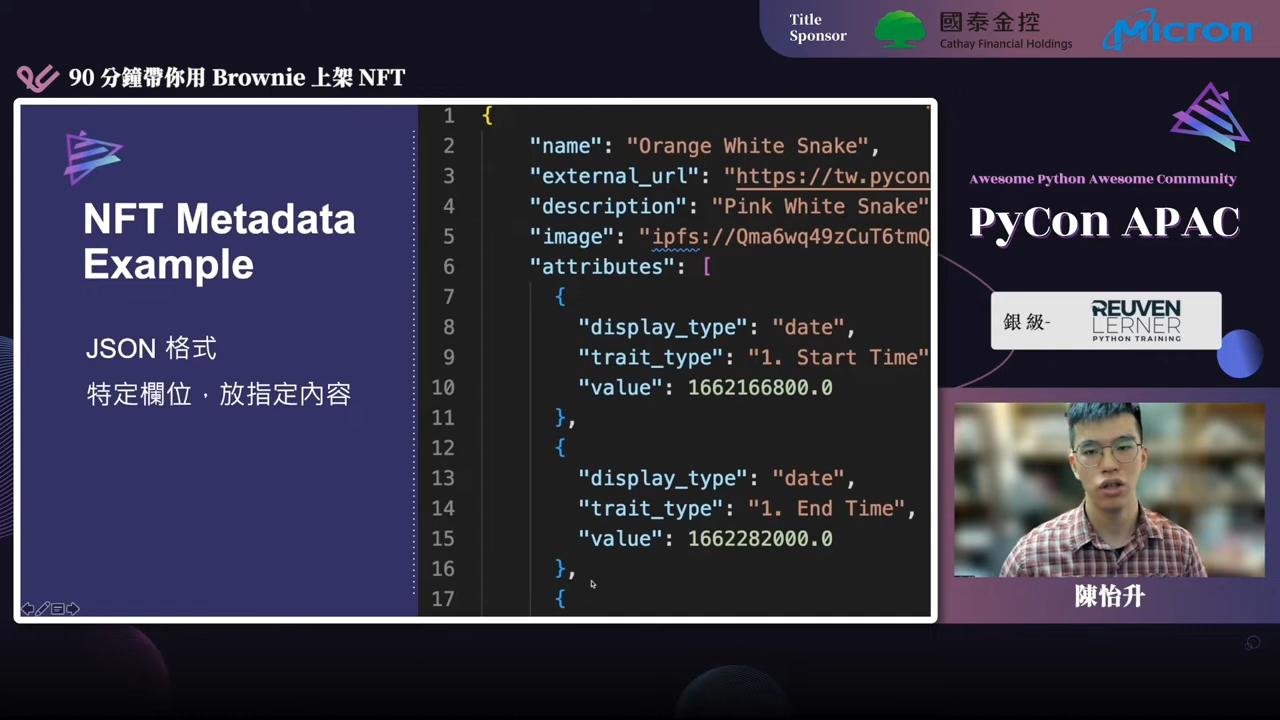 Title
Sponsor
國泰金控
Cathay Financial Holdings
Micron
90 分鐘帶你用 Brownie 上架 NFT
NFT Metadata
Example
JSON 格式
特定欄位，放指定內容
1 {
2 "name": "Orange White Snake",
3 "external_url": "https://tw.pycon
4 "description": "Pink White Snake"
5 "image": "ipfs://Qma6wq49zCuT6tmQ
6 "attributes": [
7 {
8 "display_type": "date",
9 "trait_type": "1. Start Time"
10 "value": 1662166800.0
11 },
12 {
13 "display_type": "date",
14 "trait_type": "1. End Time",
15 "value": 1662282000.0
16 },
17 {
Awesome Python Awesome Community
PyCon APAC
銀 級-
REUVEN
LERNER
PYTHON TRAINING
陳怡升